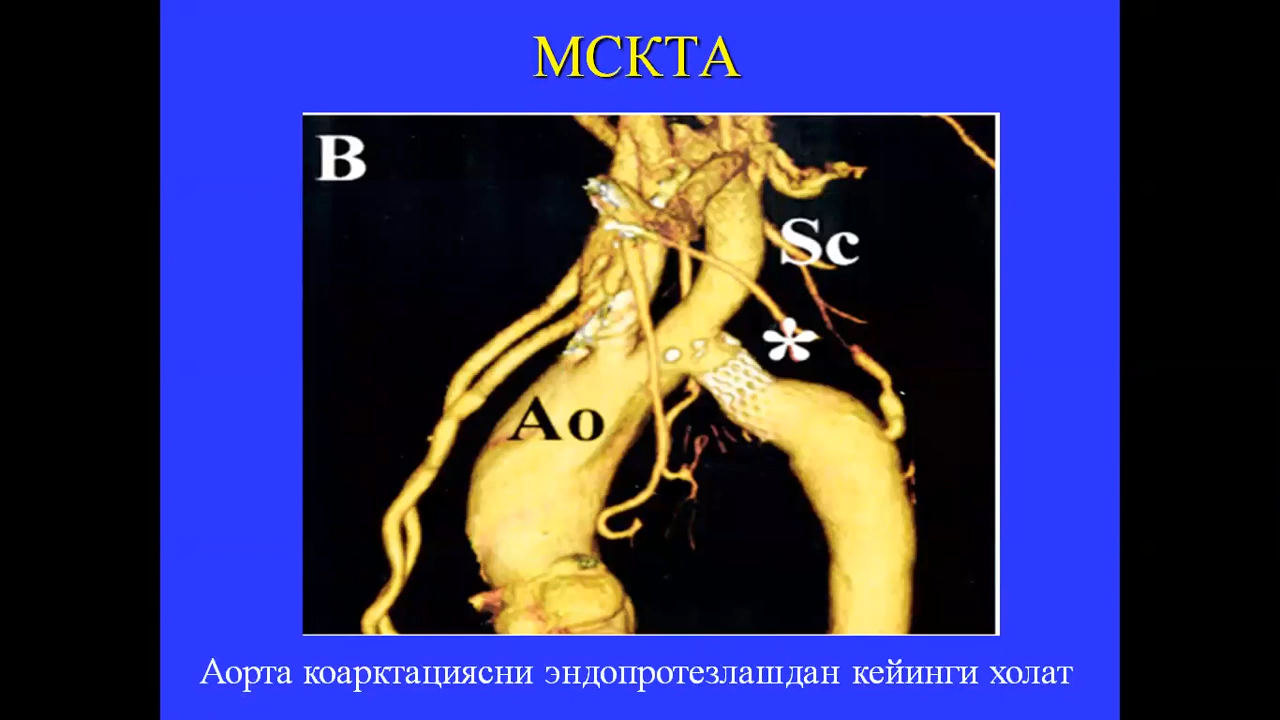 МСКТА
B
Sc
*
Ao
Аорта коарктациясни эндопротезлашдан кейинги холат